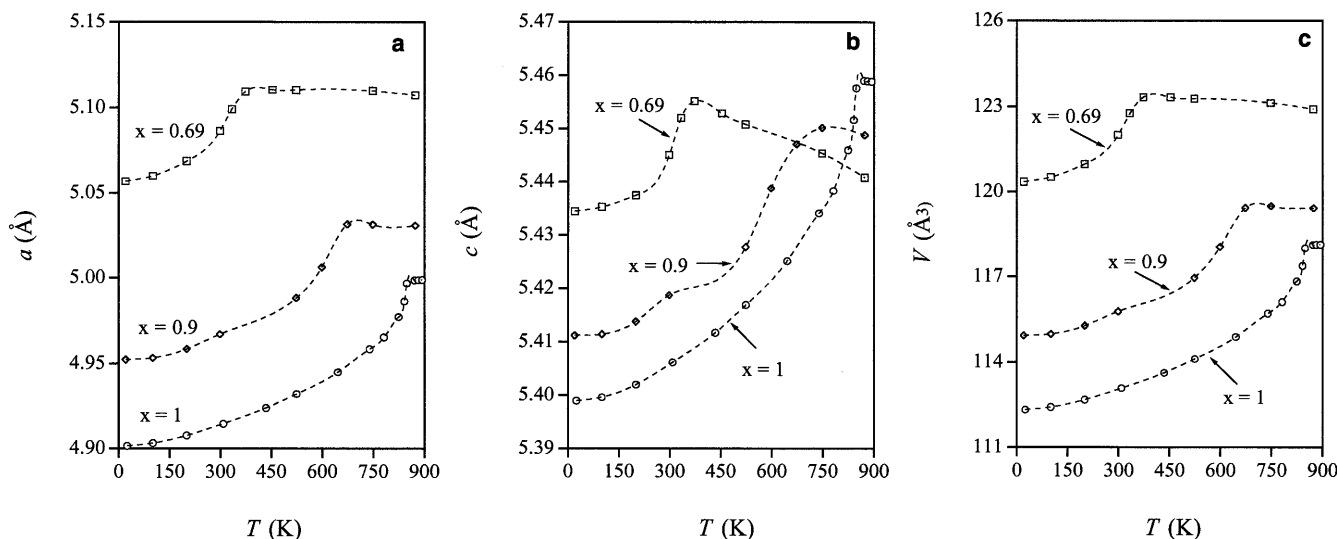 5.15
5.10
5.05
5.00
4.95
4.90
a (Å)
a
x = 0.69
x = 0.9
x = 1
0 150 300 450 600 750 900
T (K)
5.47
5.46
5.45
5.44
5.43
5.42
5.41
5.40
5.39
c (Å)
b
x = 0.69
x = 0.9
x = 1
0 150 300 450 600 750 900
T (K)
126
123
120
117
114
111
V (Å3)
c
x = 0.69
x = 0.9
x = 1
0 150 300 450 600 750 900
T (K)